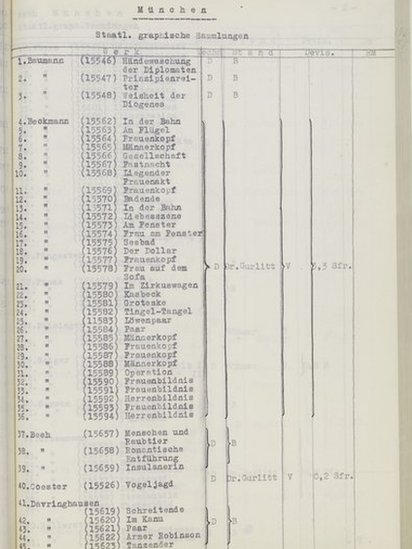 München
Staatl. graphische Sammlungen
Werk Stand Devis. RM
1.Baumann (15546) Händewaschung D B
der Diplomaten
2. " (15547) Prinzipienrei- D B
ter
3. " (15548) Weisheit der D B
Diogenes
4.Beckmann (15562) In der Bahn
5. " (15563) Am Flügel
6. " (15564) Frauenkopf
7. " (15565) Männerkopf
8. " (15566) Gesellschaft
9. " (15567) Fastnacht
10. " (15568) Liegender
Frauenakt
11. " (15569) Frauenkopf
12. " (15570) Badende
13. " (15571) In der Bahn
14. " (15572) Liebesszene
15. " (15573) Am Fenster
16. " (15574) Frau am Fenster
17. " (15575) Seebad
18. " (15576) Der Dollar
19. " (15577) Frauenkopf
20. " (15578) Frau auf dem D Dr.Gurlitt V 2,3 Sfr.
Sofa
21. " (15579) Im Zirkuswagen
22. " (15580) Kasbeck
23. " (15581) Groteske
24. " (15582) Tingel-Tangel
25. " (15583) Löwenpaar
26. " (15584) Paar
27. " (15585) Männerkopf
28. " (15586) Frauenkopf
29. " (15587) Frauenkopf
30. " (15588) Männerkopf
31. " (15589) Operation
32. " (15590) Frauenbildnis
33. " (15591) Frauenbildnis
34. " (15592) Herrenbildnis
35. " (15593) Frauenbildnis
36. " (15594) Herrenbildnis
37. (15657) Menschen und
Raubtier D B
38. " (15658) Romantische
Entführung
39. " (15659) Insulanerin
40.Coester (15526) Vogeljagd D Dr.Gurlitt V 0,2 Sfr.
41.Davringhausen
" (15619) Schreitende
42. " (15620) Im Kanu D B
43. " (15621) Paar
44. " (15622) Armer Robinson
45. " (15623) Tanzender